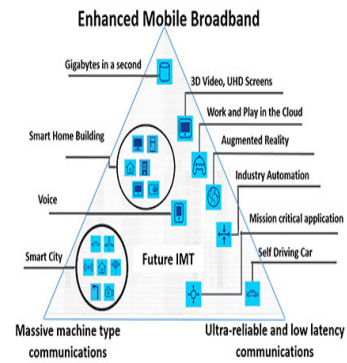 Enhanced Mobile Broadband
Gigabytes in a second
3D Video, UHD Screens
Work and Play in the Cloud
Smart Home Building
Augmented Reality
Industry Automation
Voice
Mission critical application
Smart City
Future IMT
Self Driving Car
Massive machine type
communications
Ultra-reliable and low latency
communications